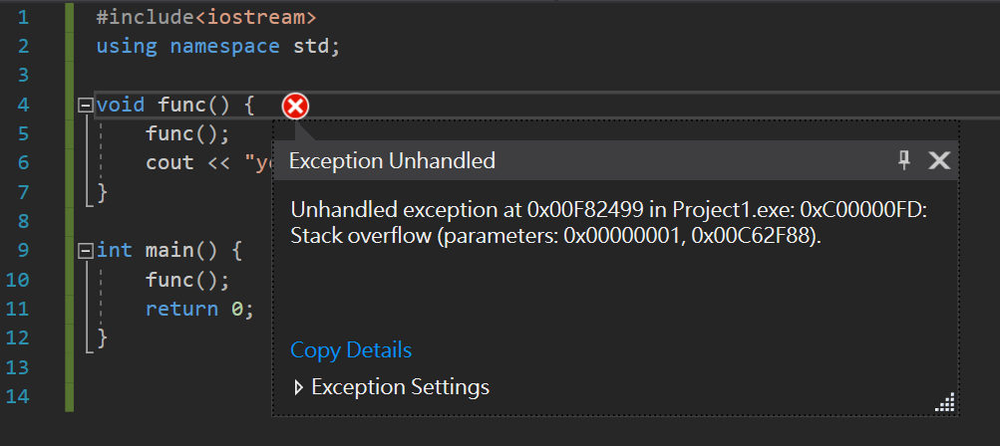 1 #include<iostream>
2 using namespace std;
3
4 void func() {
5 func();
6 cout << "y
7 }
8
9 int main() {
10 func();
11 return 0;
12 }
13
14
Exception Unhandled
Unhandled exception at 0x00F82499 in Project1.exe: 0xC00000FD:
Stack overflow (parameters: 0x00000001, 0x00C62F88).
Copy Details
Exception Settings